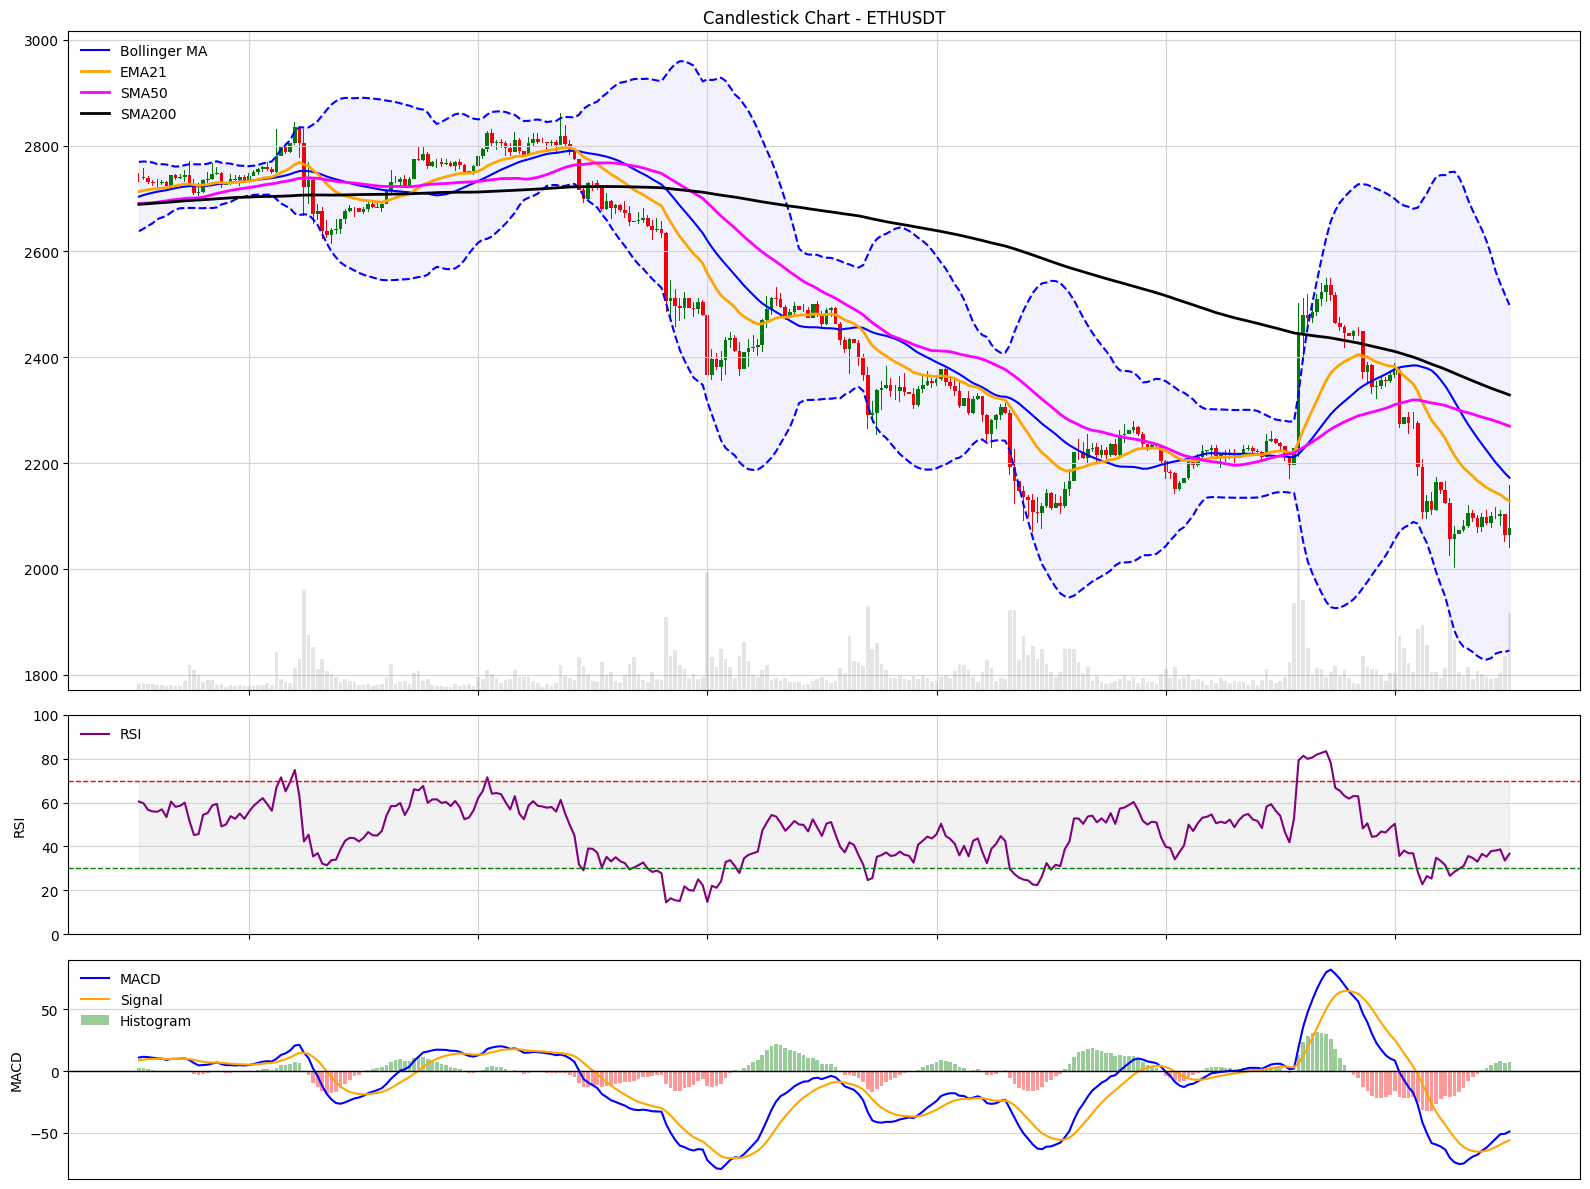 Candlestick Chart - ETHUSDT
3000
2800
2600
2400
2200
2000
1800
Bollinger MA
EMA21
SMA50
SMA200
100
80
60
40
20
0
RSI
RSI
50
0
−50
MACD
MACD
Signal
Histogram